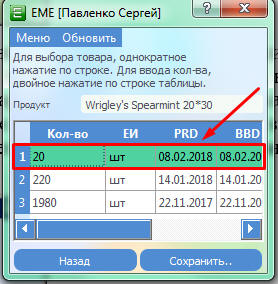 EME [Павленко Сергей]
Меню Обновить
Для выбора товара, однократное
нажатие по строке. Для ввода кол-ва,
двойное нажатие по строке таблицы.
Продукт Wrigley's Spearmint 20*30
Кол-во ЕИ PRD BBD
1 20 шт 08.02.2018 08.02.20
2 220 шт 14.01.2018 14.01.20
3 1980 шт 22.11.2017 22.11.20
Назад Сохранить..